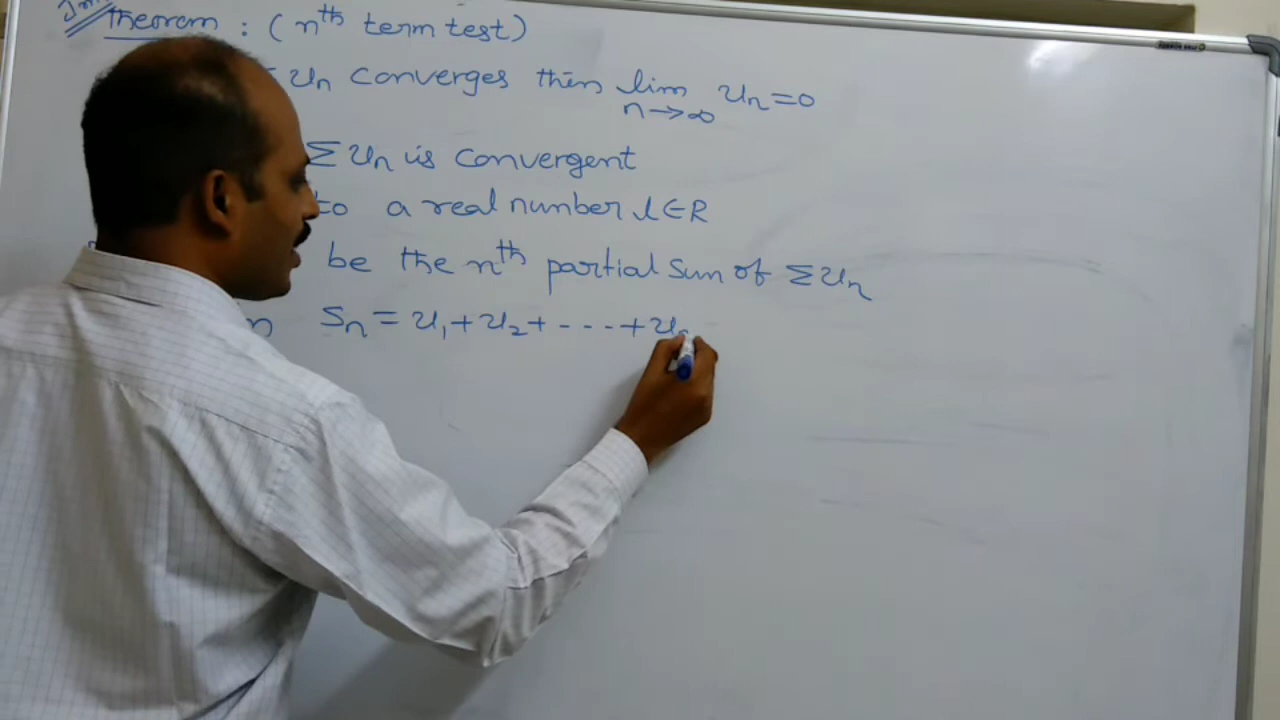 Theorem : (nth term test)
un converges then lim n→∞ un=0
Σ un is convergent
to a real number l∈R
be the nth partial sum of Σ un
Sn = u1+u2+ - - - +u